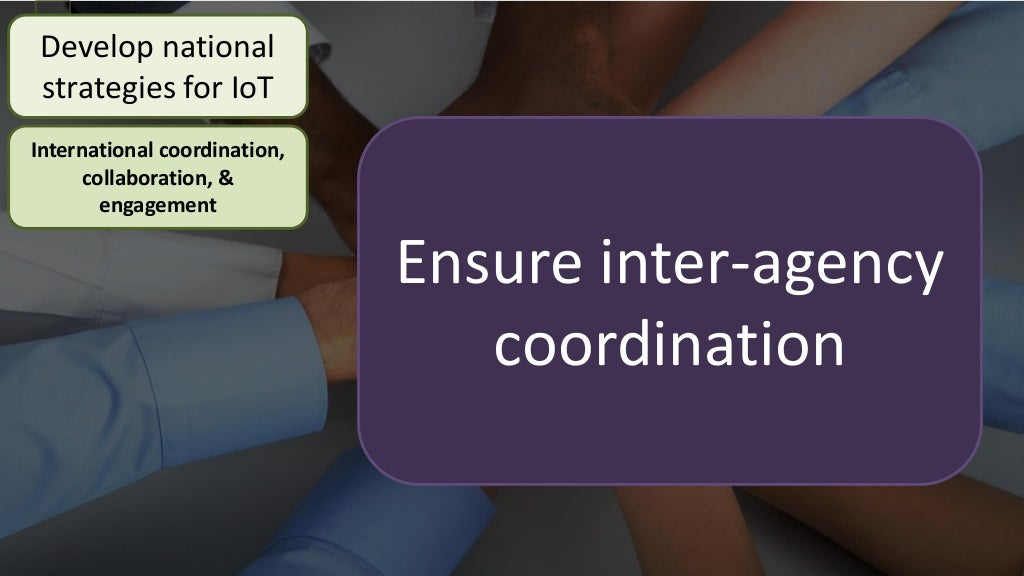 Develop national
strategies for IoT
International coordination,
collaboration, &
engagement
Ensure inter-agency
coordination